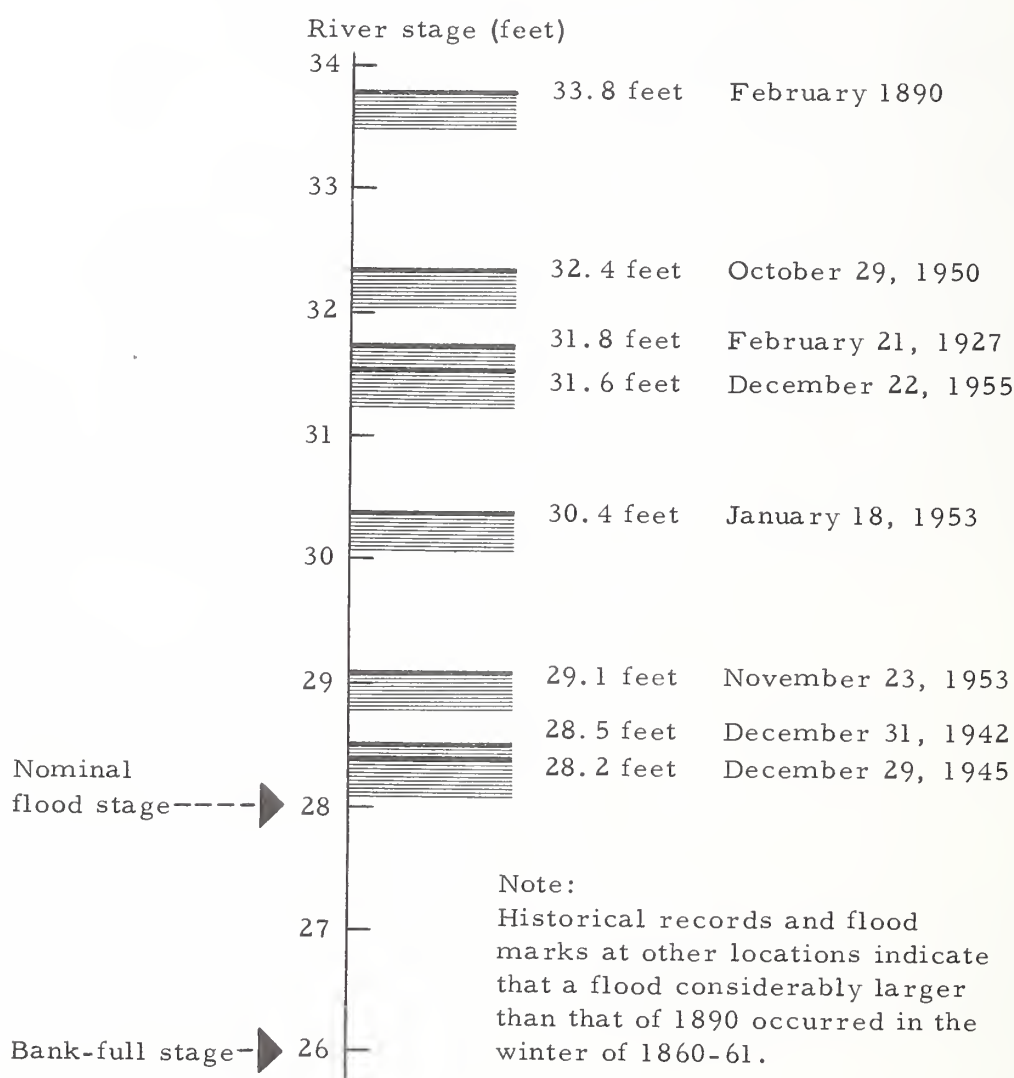 River stage (feet)
34
33.8 feet February 1890
33
32.4 feet October 29, 1950
32
31.8 feet February 21, 1927
31.6 feet December 22, 1955
31
30.4 feet January 18, 1953
30
29.1 feet November 23, 1953
29
28.5 feet December 31, 1942
28.2 feet December 29, 1945
Nominal
flood stage----- 28
27
Note:
Historical records and flood
marks at other locations indicate
that a flood considerably larger
than that of 1890 occurred in the
winter of 1860-61.
Bank-full stage- 26